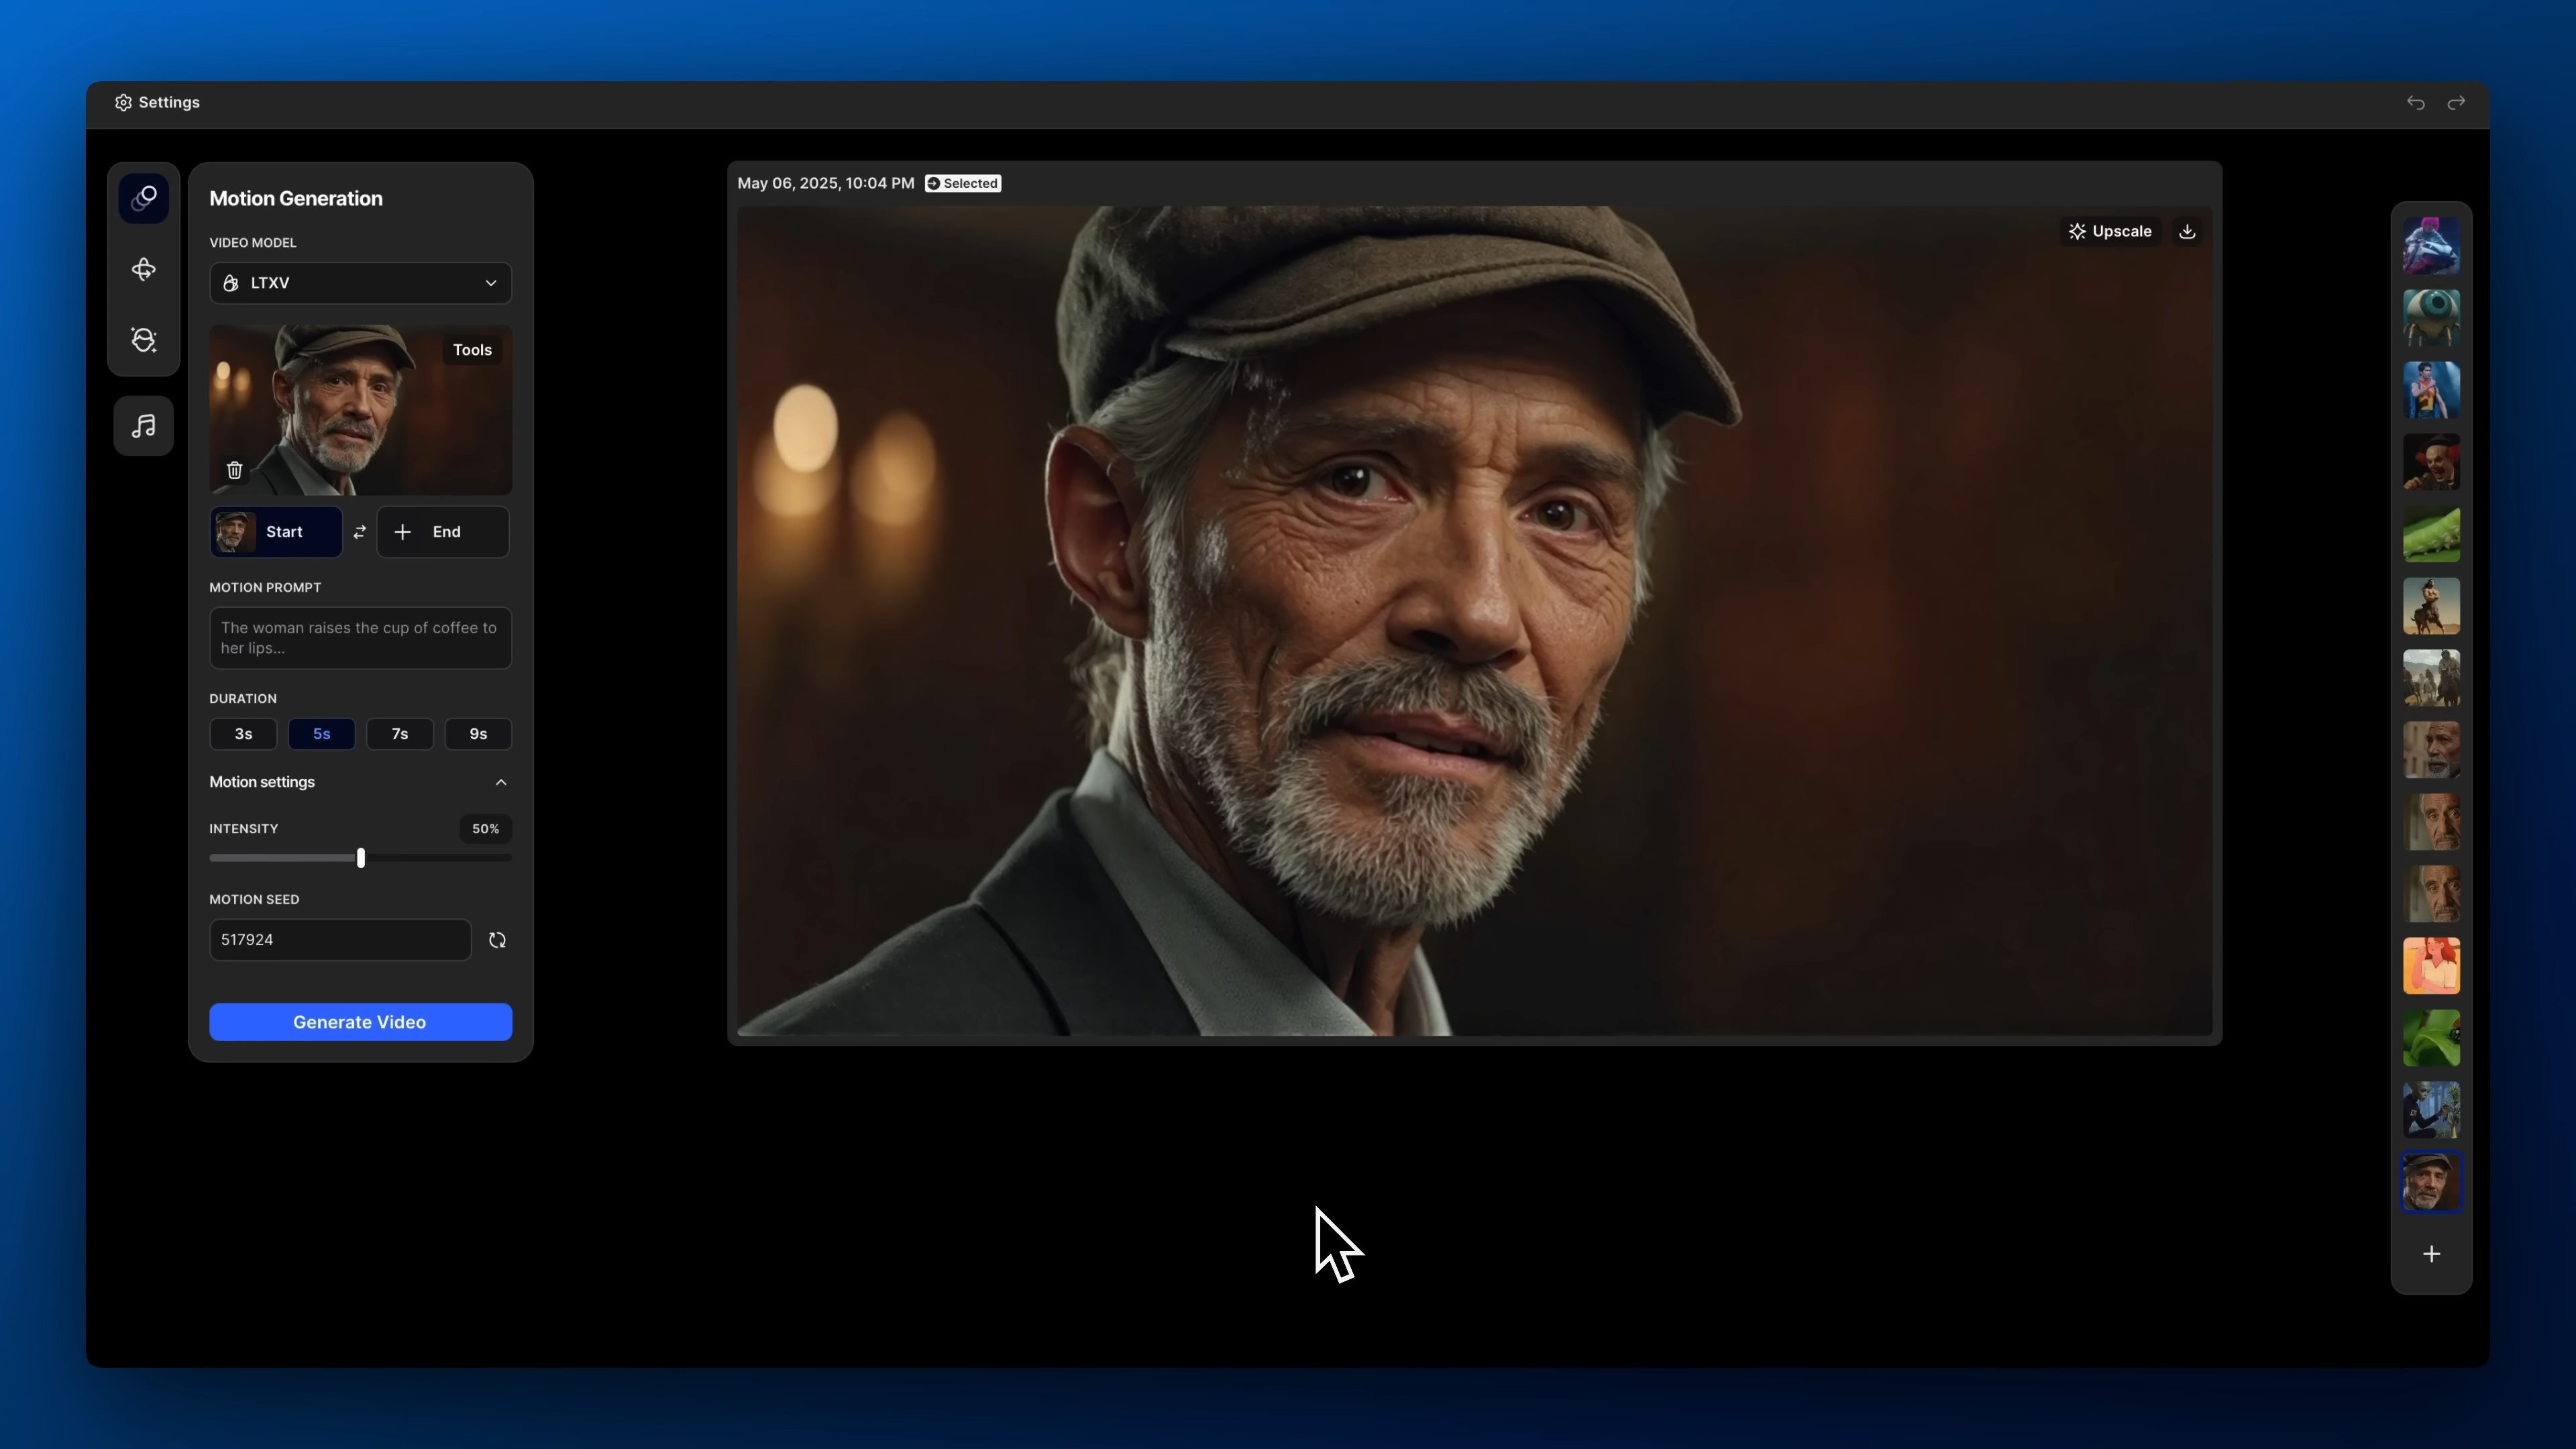 Settings
Motion Generation
VIDEO MODEL
LTXV
Tools
Start
End
MOTION PROMPT
The woman raises the cup of coffee to
her lips...
DURATION
3s 5s 7s 9s
Motion settings
INTENSITY 50%
MOTION SEED
517924
Generate Video
May 06, 2025, 10:04 PM Selected
Upscale